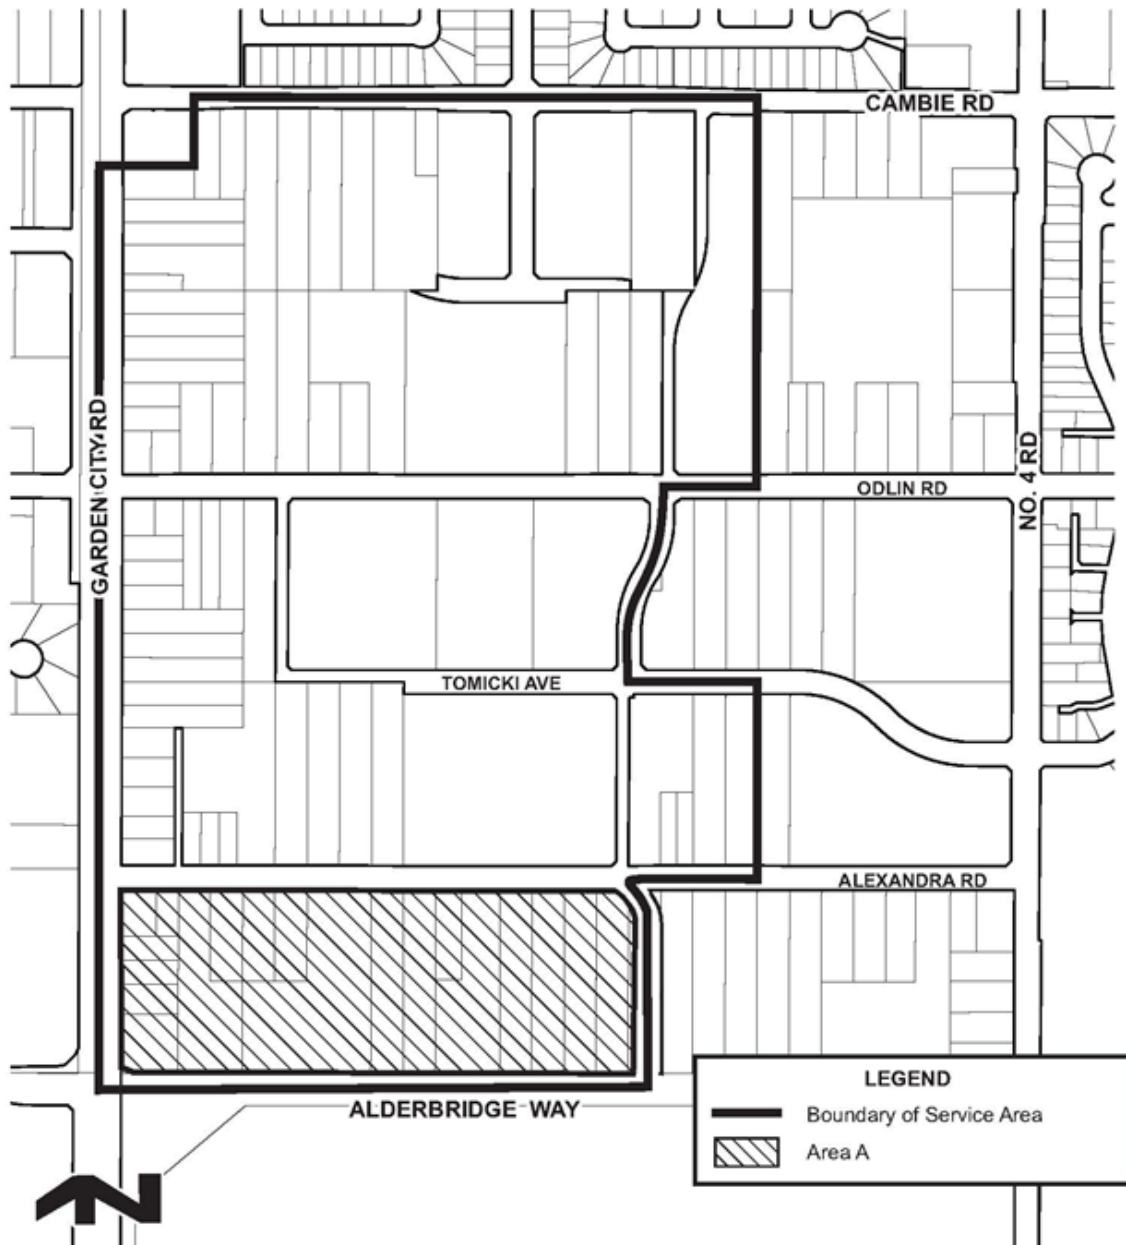 CAMBIE RD
GARDEN CITY RD
NO. 4 RD
ODLIN RD
TOMICKI AVE
ALEXANDRA RD
ALDERBRIDGE WAY
LEGEND
Boundary of Service Area
Area A
N